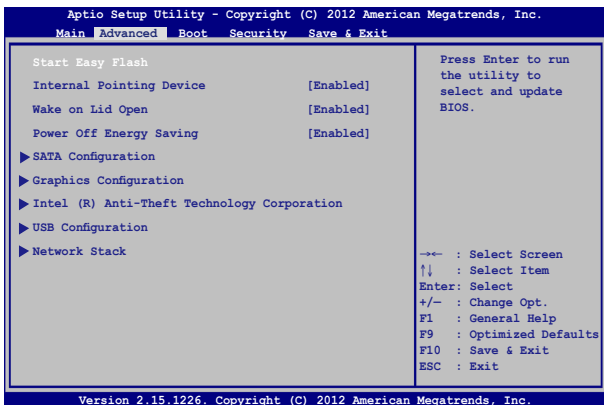 Aptio Setup Utility - Copyright (C) 2012 American Megatrends, Inc.
Main Advanced Boot Security Save & Exit
Start Easy Flash
Internal Pointing Device [Enabled]
Wake on Lid Open [Enabled]
Power Off Energy Saving [Enabled]
▶SATA Configuration
▶Graphics Configuration
▶Intel (R) Anti-Theft Technology Corporation
▶USB Configuration
▶Network Stack
Press Enter to run
the utility to
select and update
BIOS.
→← : Select Screen
↑↓ : Select Item
Enter: Select
+/— : Change Opt.
F1 : General Help
F9 : Optimized Defaults
F10 : Save & Exit
ESC : Exit
Version 2.15.1226. Copyright (C) 2012 American Megatrends, Inc.